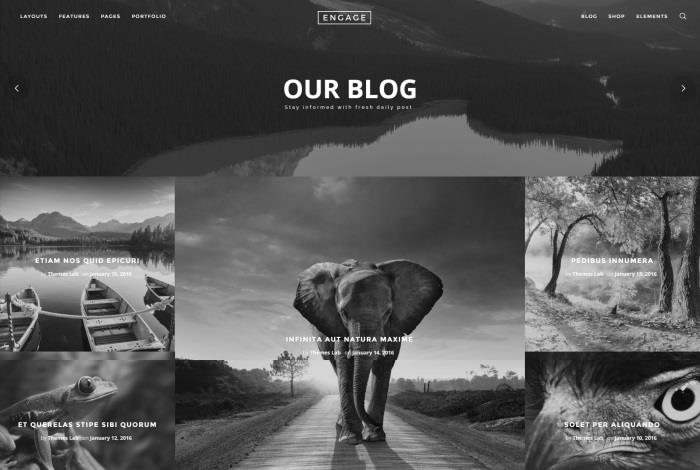 LAYOUTS FEATURES PAGES PORTFOLIO ENGAGE BLOG SHOP ELEMENTS
OUR BLOG
Stay informed with fresh daily post
ETIAM NOS QUID EPICURI
by Themes Lab on January 15, 2016
PEDIBUS INNUMERA
by Themes Lab on January 13, 2016
INFINITA AUT NATURA MAXIME
by Themes Lab on January 14, 2016
ET QUERELAS STIPE SIBI QUORUM
by Themes Lab on January 12, 2016
SOLET PER ALIQUANDO
by Themes Lab on January 10, 2016